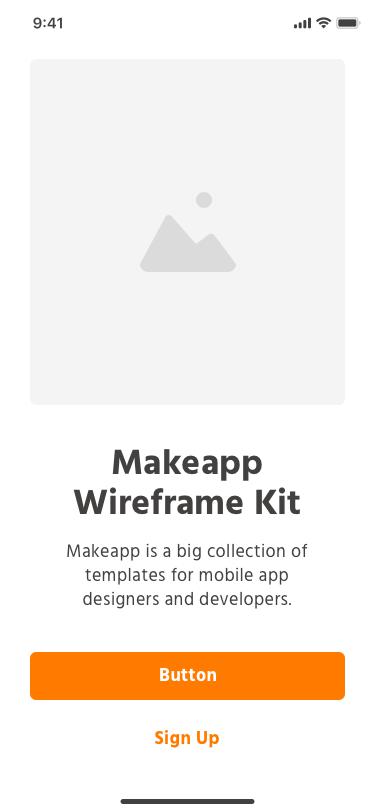 9:41
Makeapp
Wireframe Kit
Makeapp is a big collection of
templates for mobile app
designers and developers.
Button
Sign Up